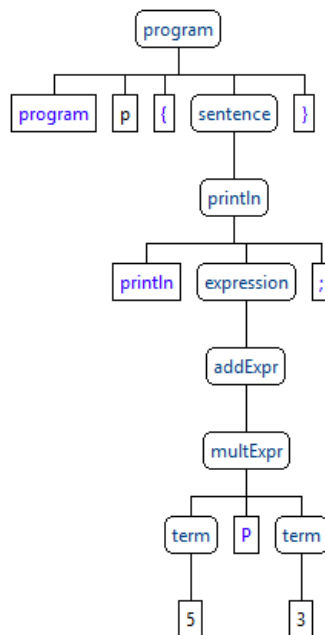 program
program p { sentence }
println
println expression ;
addExpr
multExpr
term P term
5 3